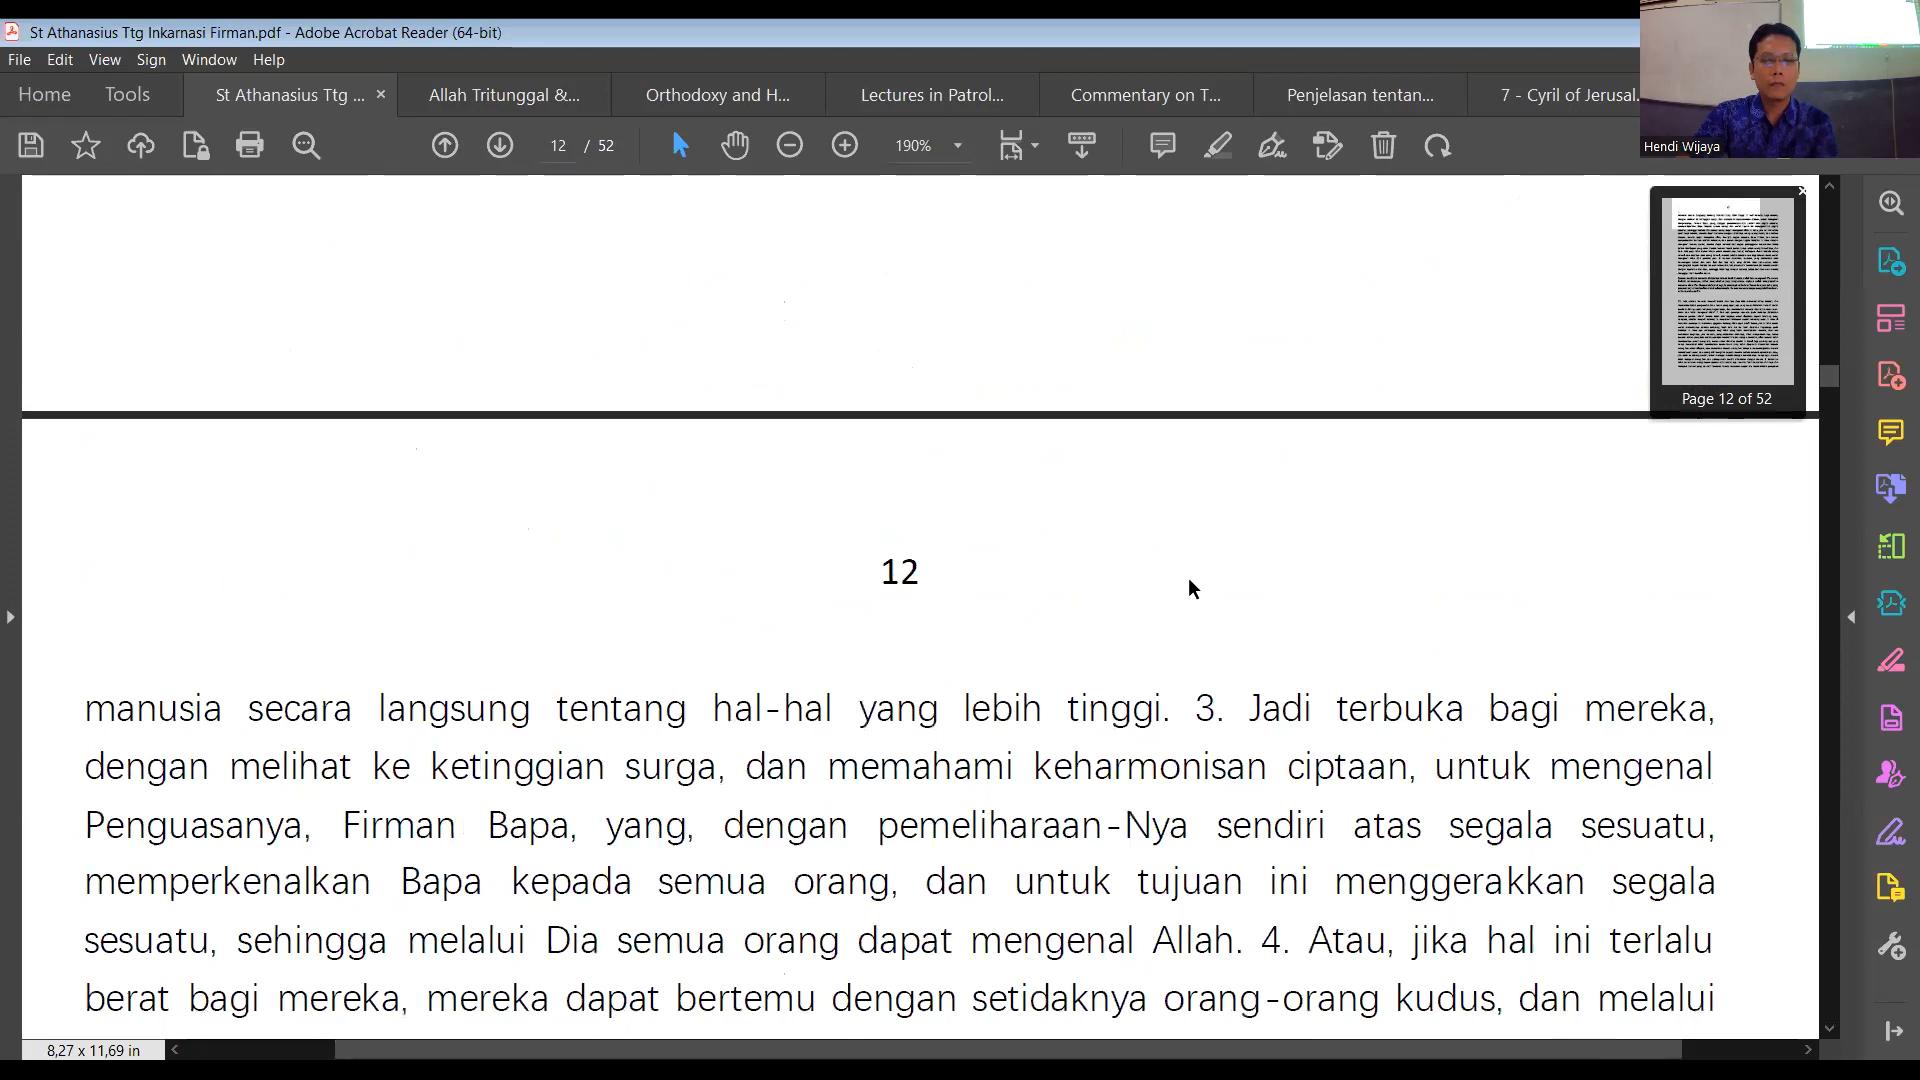 St Athanasius Ttg Inkarnasi Firman.pdf - Adobe Acrobat Reader (64-bit)
File Edit View Sign Window Help
Home Tools St Athanasius Ttg ... × Allah Tritunggal &... Orthodoxy and H... Lectures in Patrol... Commentary on T... Penjelasan tentan... 7 - Cyril of Jerusal...
12 / 52 190%
Hendi Wijaya
Page 12 of 52
12
manusia secara langsung tentang hal-hal yang lebih tinggi. 3. Jadi terbuka bagi mereka,
dengan melihat ke ketinggian surga, dan memahami keharmonisan ciptaan, untuk mengenal
Penguasanya, Firman Bapa, yang, dengan pemeliharaan-Nya sendiri atas segala sesuatu,
memperkenalkan Bapa kepada semua orang, dan untuk tujuan ini menggerakkan segala
sesuatu, sehingga melalui Dia semua orang dapat mengenal Allah. 4. Atau, jika hal ini terlalu
berat bagi mereka, mereka dapat bertemu dengan setidaknya orang-orang kudus, dan melalui
8,27 x 11,69 in